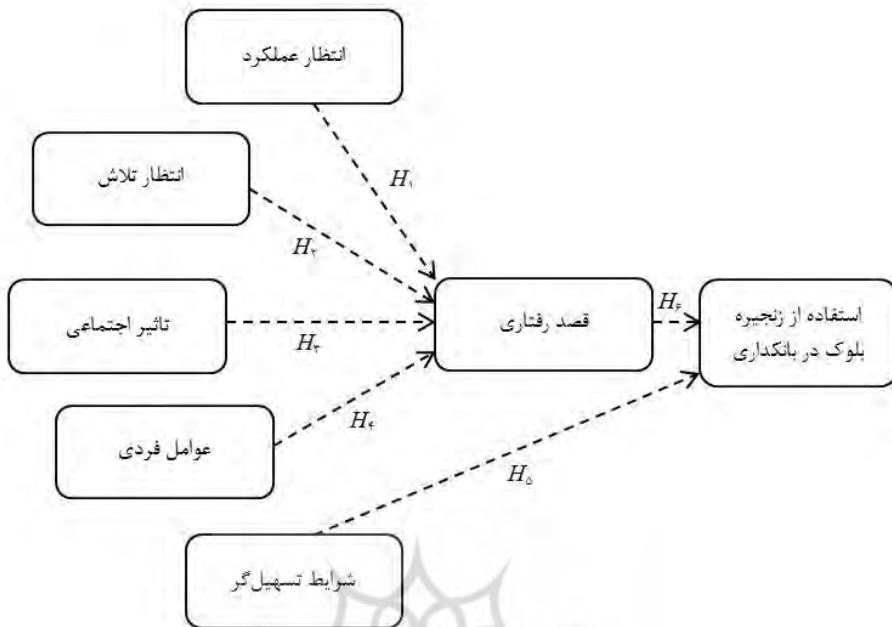 انتظار عملکرد
H۱
انتظار تلاش
H۲
تاثیر اجتماعی
H۳
قصد رفتاری
H۶
استفاده از زنجیره
بلوک در بانکداری
عوامل فردی
H۴
H۵
شرایط تسهیل‌گر